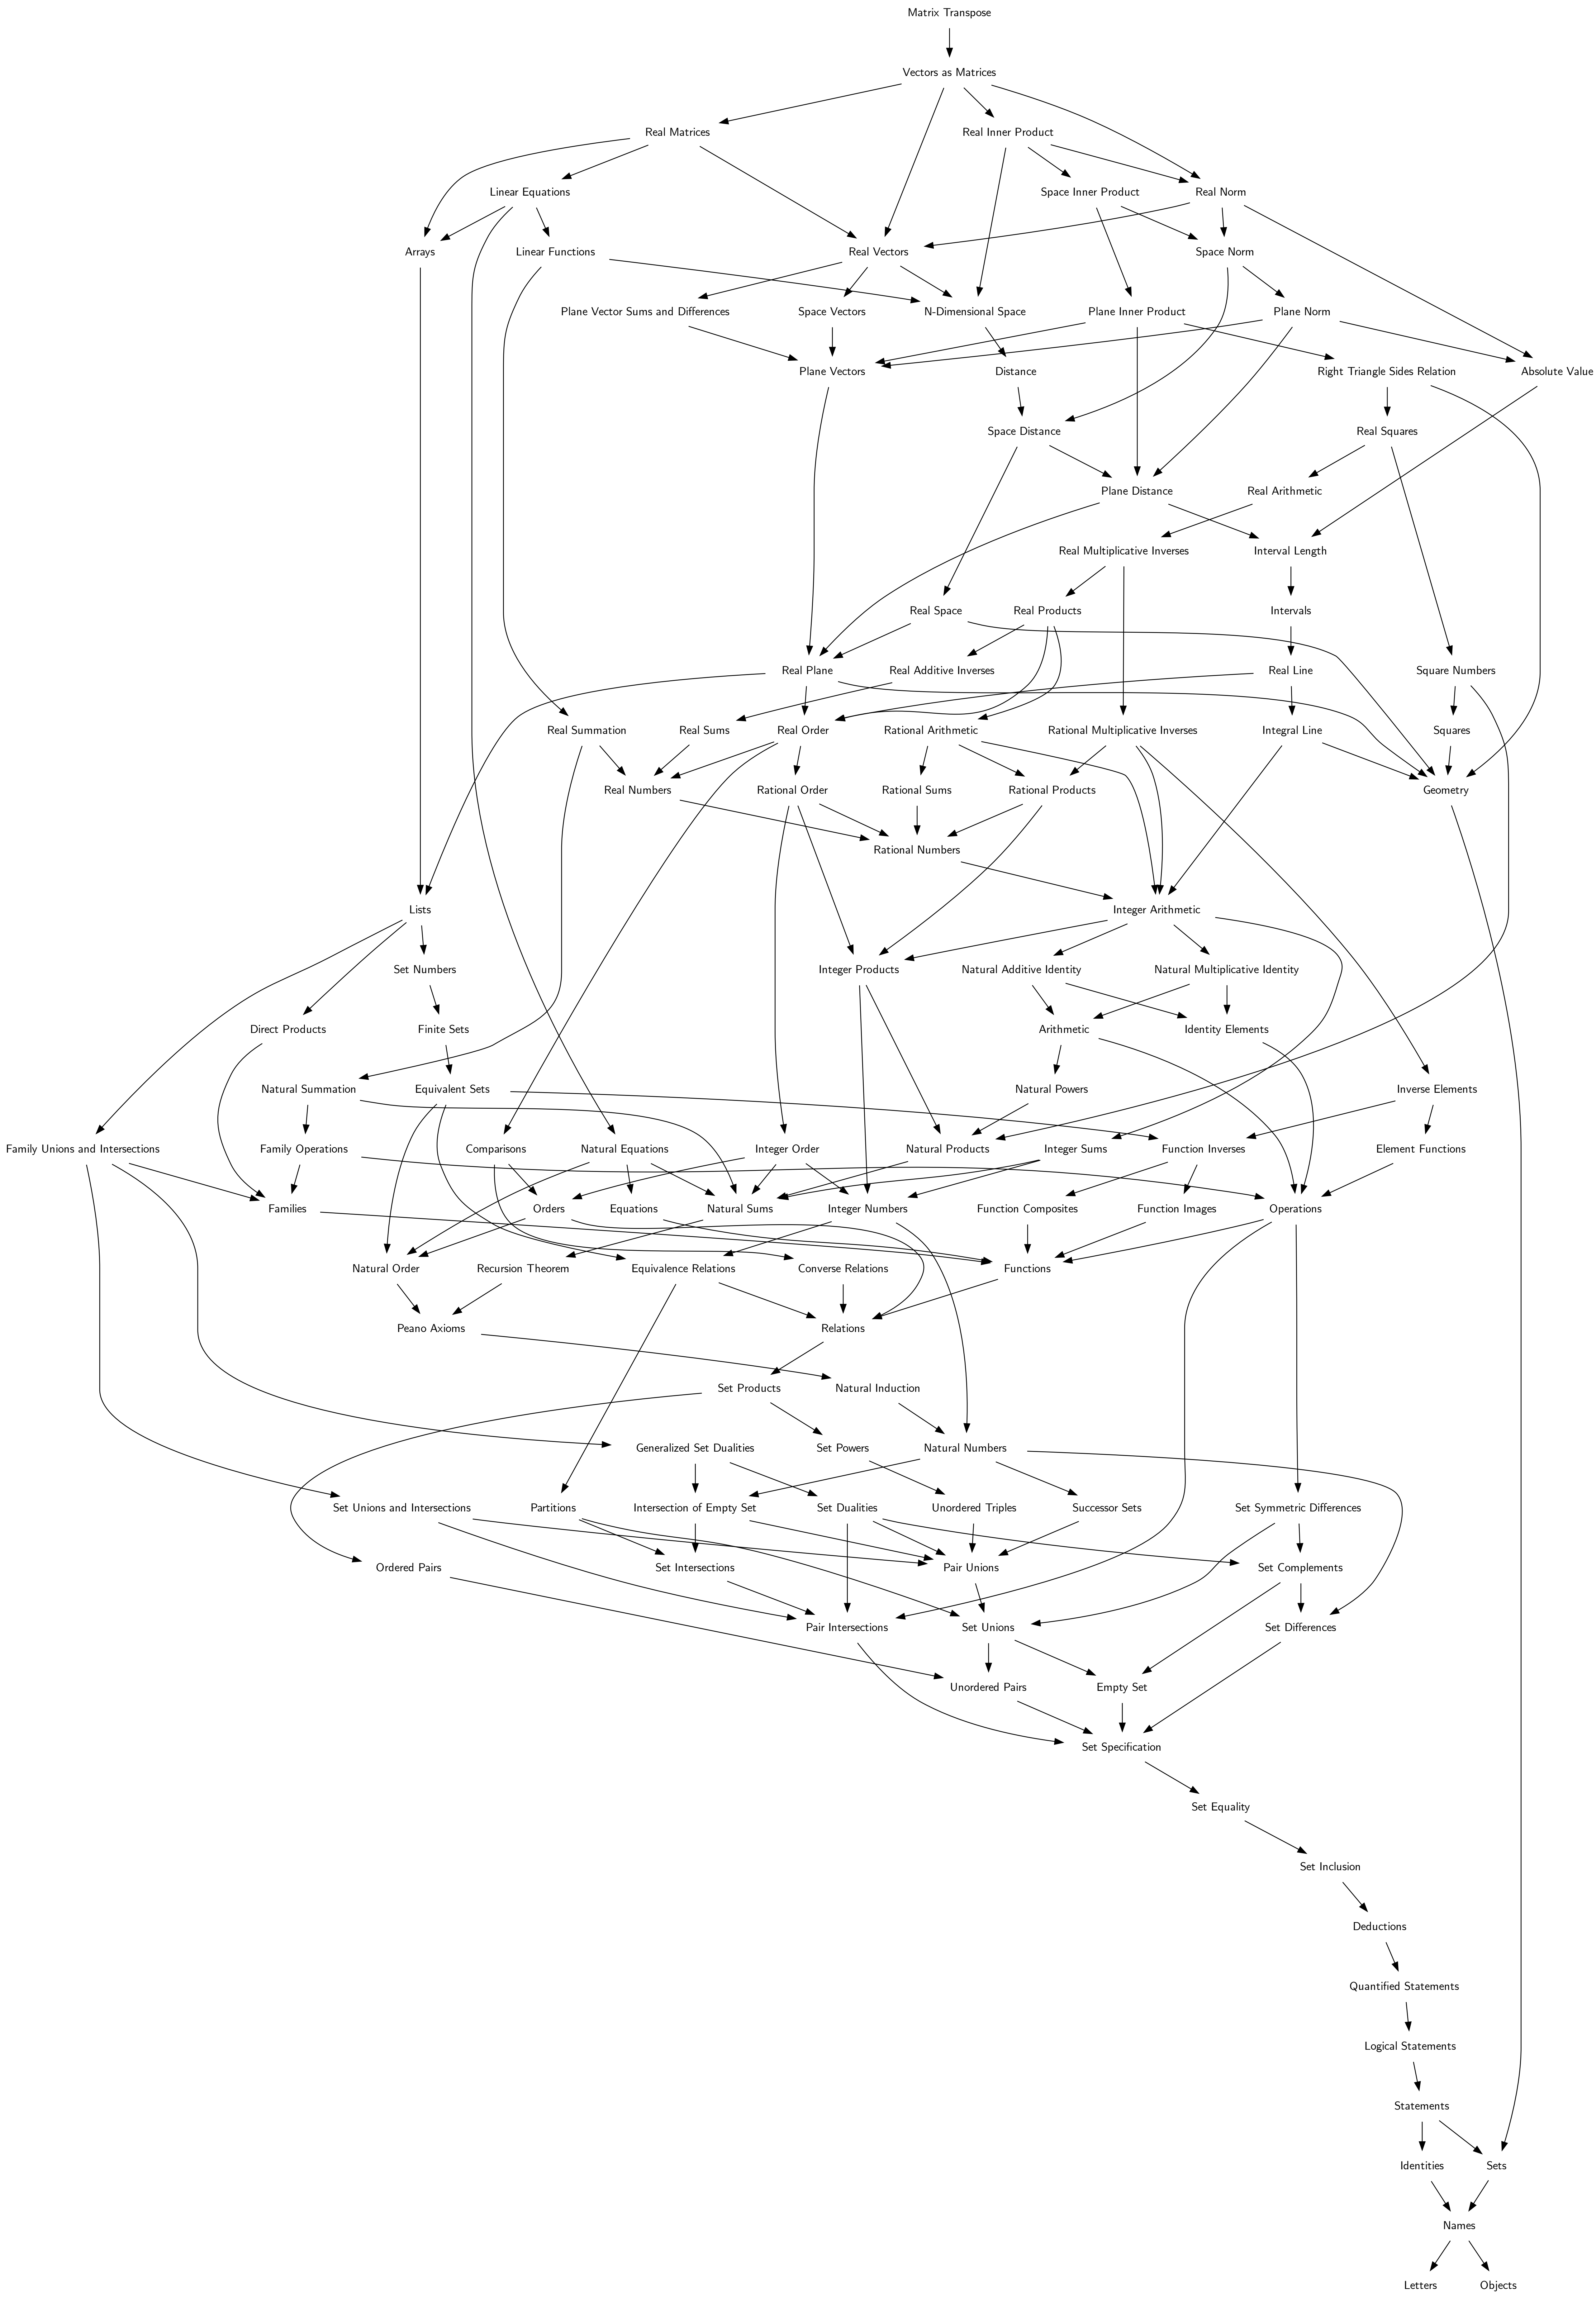 Matrix Transpose
Vectors as Matrices
Real Matrices
Real Inner Product
Linear Equations
Space Inner Product
Real Norm
Arrays
Linear Functions
Real Vectors
Space Norm
Plane Vector Sums and Differences
Space Vectors
N-Dimensional Space
Plane Inner Product
Plane Norm
Plane Vectors
Distance
Right Triangle Sides Relation
Absolute Value
Space Distance
Real Squares
Plane Distance
Real Arithmetic
Real Multiplicative Inverses
Interval Length
Real Space
Real Products
Intervals
Real Plane
Real Additive Inverses
Real Line
Square Numbers
Real Summation
Real Sums
Real Order
Rational Arithmetic
Rational Multiplicative Inverses
Integral Line
Squares
Real Numbers
Rational Order
Rational Sums
Rational Products
Geometry
Rational Numbers
Lists
Integer Arithmetic
Set Numbers
Integer Products
Natural Additive Identity
Natural Multiplicative Identity
Direct Products
Finite Sets
Arithmetic
Identity Elements
Natural Summation
Equivalent Sets
Natural Powers
Inverse Elements
Family Unions and Intersections
Family Operations
Comparisons
Natural Equations
Integer Order
Natural Products
Integer Sums
Function Inverses
Element Functions
Families
Orders
Equations
Natural Sums
Integer Numbers
Function Composites
Function Images
Operations
Natural Order
Recursion Theorem
Equivalence Relations
Converse Relations
Functions
Peano Axioms
Relations
Set Products
Natural Induction
Generalized Set Dualities
Set Powers
Natural Numbers
Set Unions and Intersections
Partitions
Intersection of Empty Set
Set Dualities
Unordered Triples
Successor Sets
Set Symmetric Differences
Ordered Pairs
Set Intersections
Pair Unions
Set Complements
Pair Intersections
Set Unions
Set Differences
Unordered Pairs
Empty Set
Set Specification
Set Equality
Set Inclusion
Deductions
Quantified Statements
Logical Statements
Statements
Identities
Sets
Names
Letters
Objects